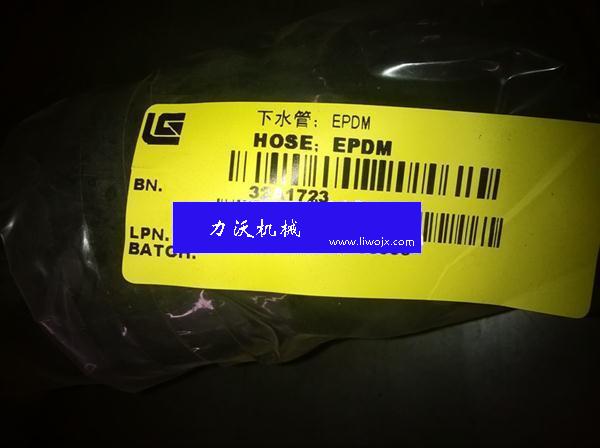 下水管：EPDM
HOSE；EPDM
BN.
LPN.
力沃机械
www.liwojx.com
BATCH.